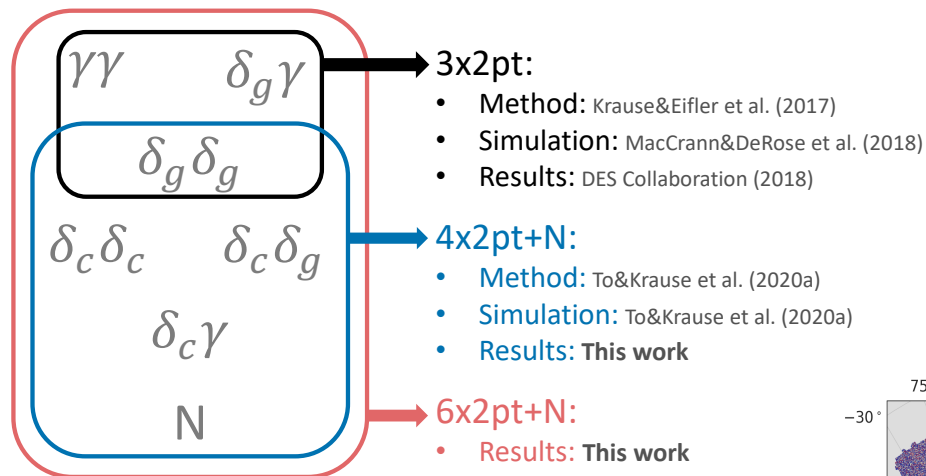 γγ δ_gγ
δ_gδ_g
δ_cδ_c δ_cδ_g
δ_cγ
N
3x2pt:
• Method: Krause&Eifler et al. (2017)
• Simulation: MacCrann&DeRose et al. (2018)
• Results: DES Collaboration (2018)
4x2pt+N:
• Method: To&Krause et al. (2020a)
• Simulation: To&Krause et al. (2020a)
• Results: This work
6x2pt+N:
• Results: This work
75
−30°